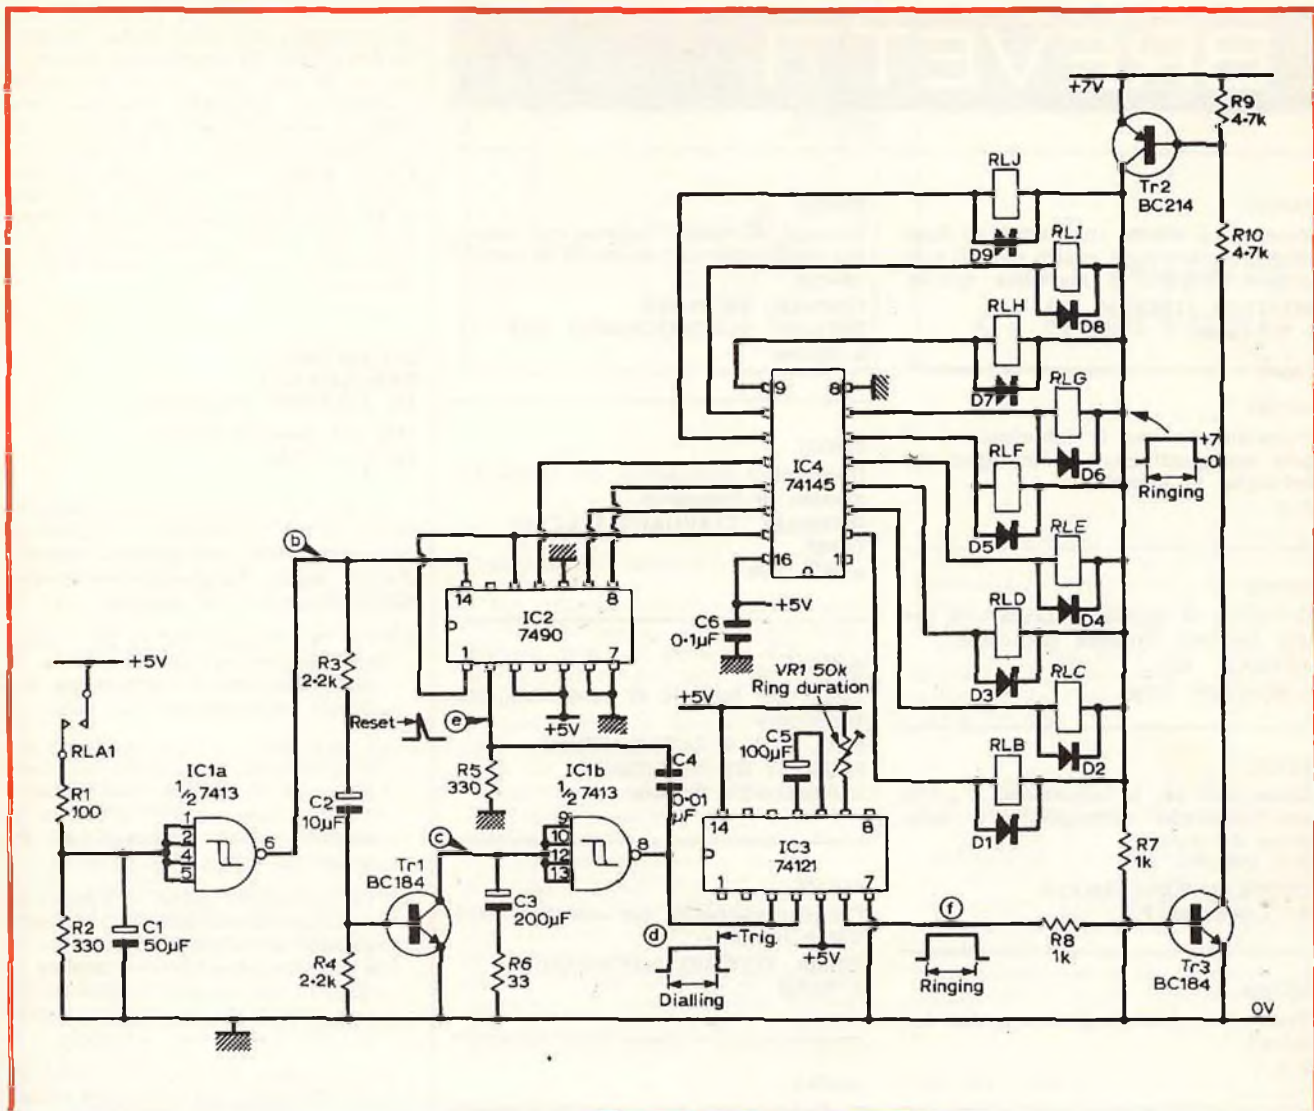 +7V
R9
4·7k
Tr2
BC214
R10
4·7k
RLJ
D9
RLI
D8
RLH
D7
RLG
D6
+7
0
Ringing
RLF
D5
RLE
D4
RLD
D3
RLC
D2
RLB
D1
9
8
IC4
74145
16
1
+5V
C6
0·1µF
b
14
8
IC2
7490
1
7
+5V
Reset
e
R3
2·2k
C2
10µF
+5V
RLA1
R1
100
R2
330
C1
50µF
IC1a
½ 7413
1
2
4
5
6
Tr1
BC184
R4
2·2k
c
R5
330
IC1b
½ 7413
9
10
12
13
8
C3
200µF
R6
33
C4
0·01
µF
+5V
C5
100µF
VR1 50k
Ring duration
14
8
IC3
74121
1
7
+5V
d
Trig.
Dialling
f
Ringing
R8
1k
R7
1k
Tr3
BC184
0V